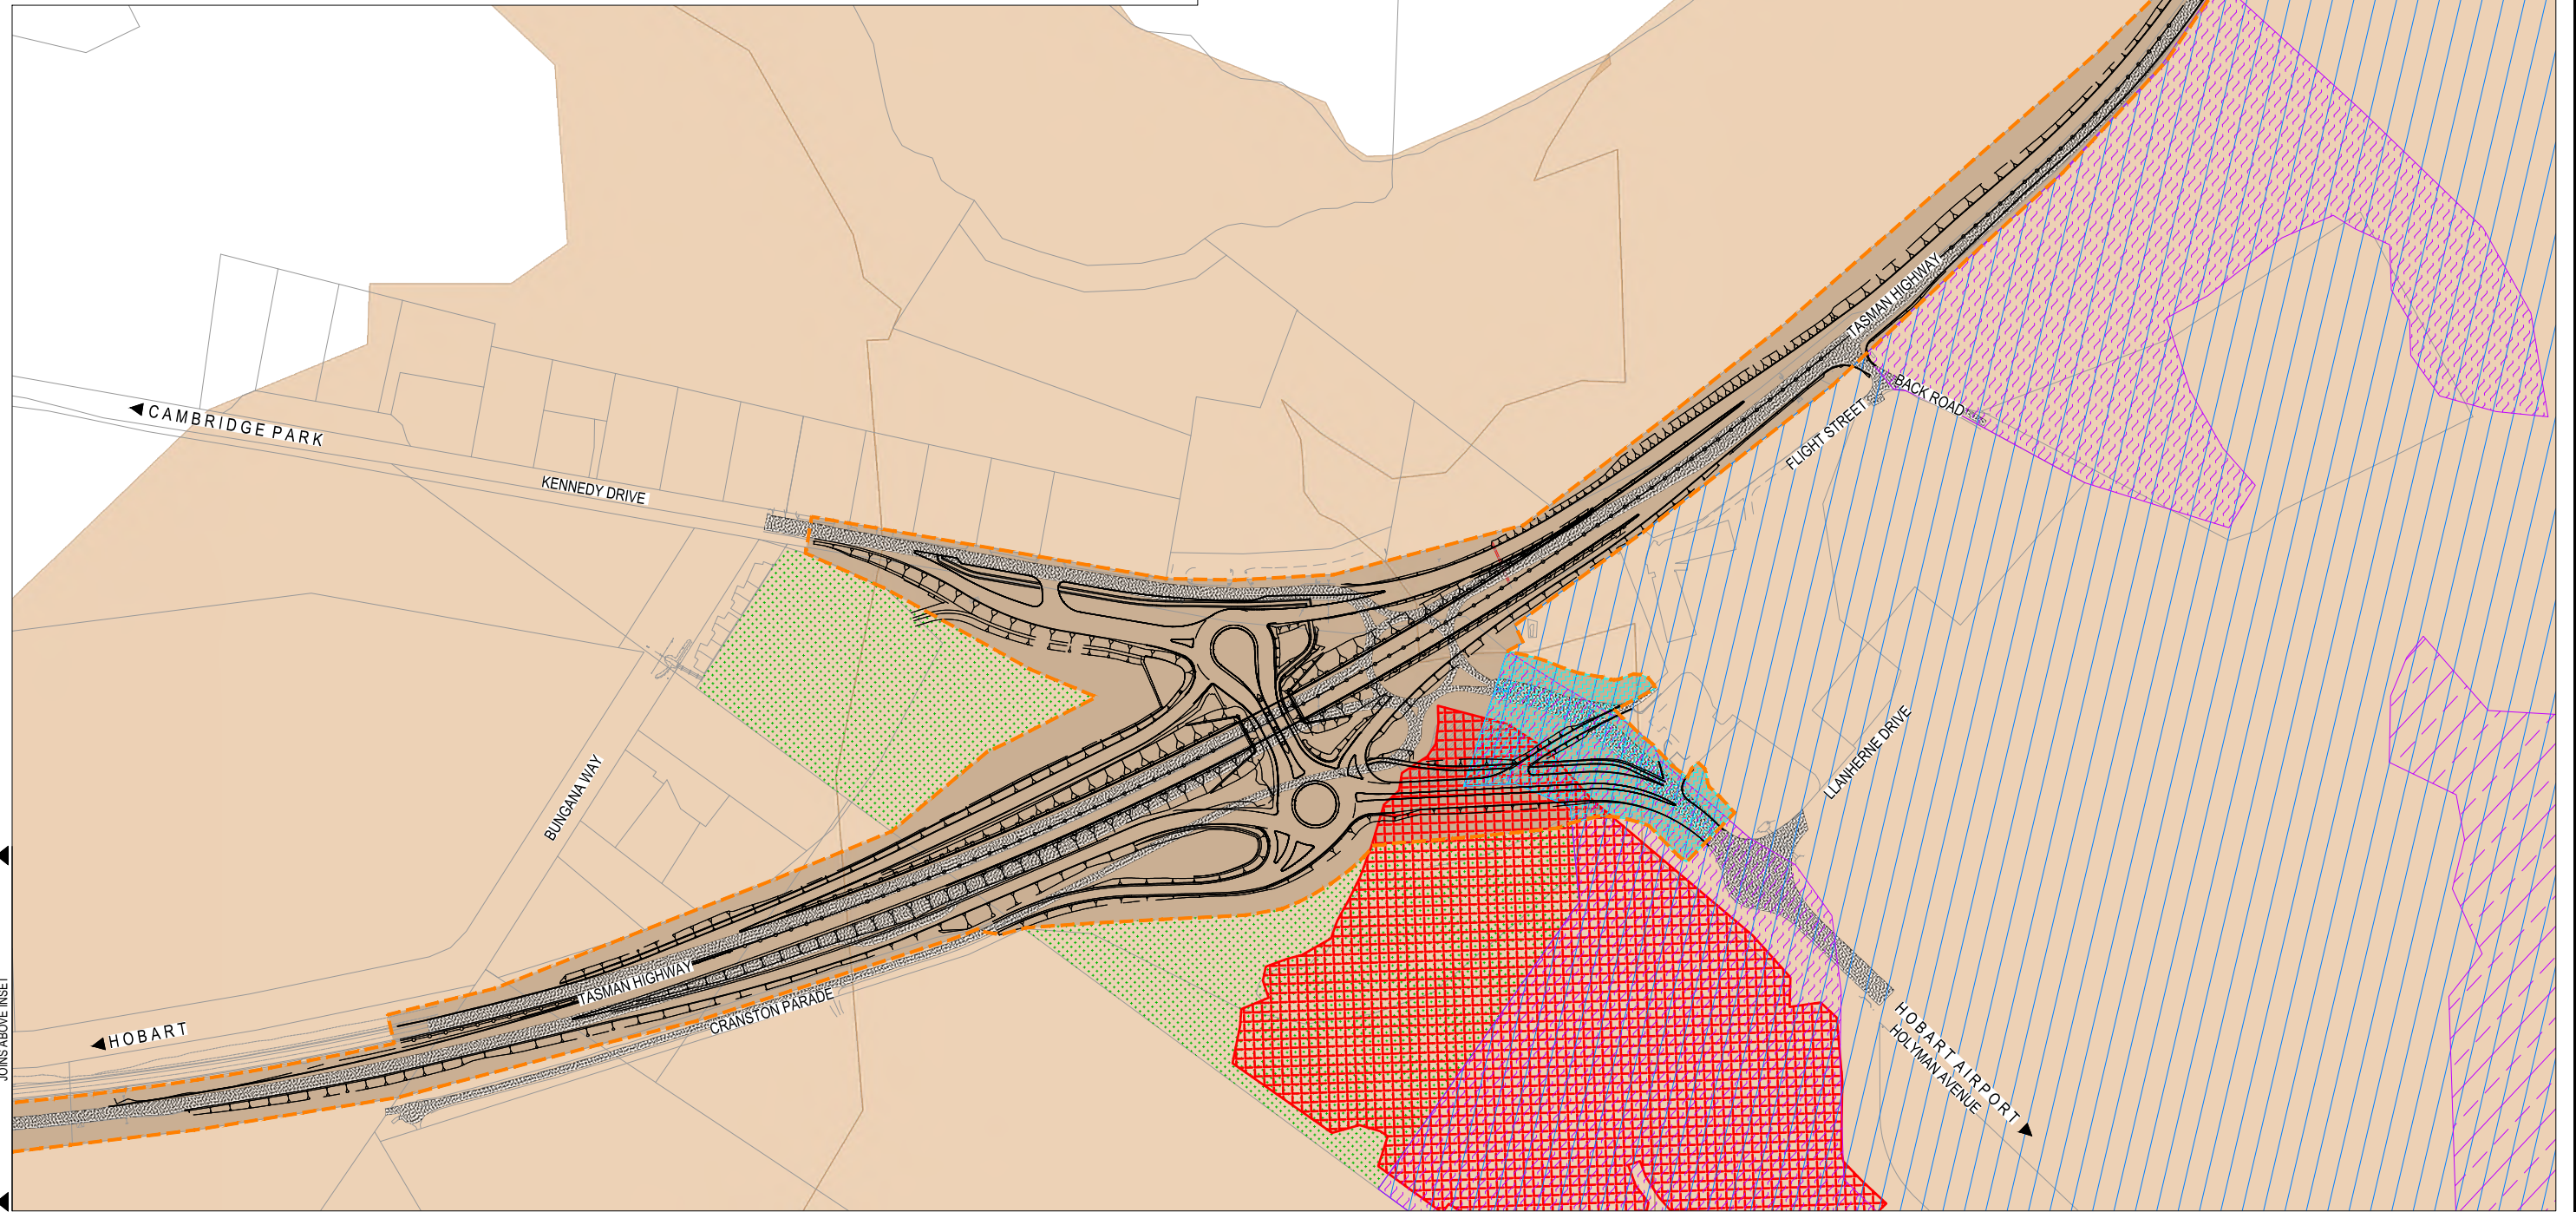 TASMAN HIGHWAY
BACK ROAD
FLIGHT STREET
CAMBRIDGE PARK
KENNEDY DRIVE
LLANHERNE DRIVE
BUNGANA WAY
TASMAN HIGHWAY
CRANSTON PARADE
HOBART
HOBART AIRPORT
HOLYMAN AVENUE
JOINS ABOVE INSET